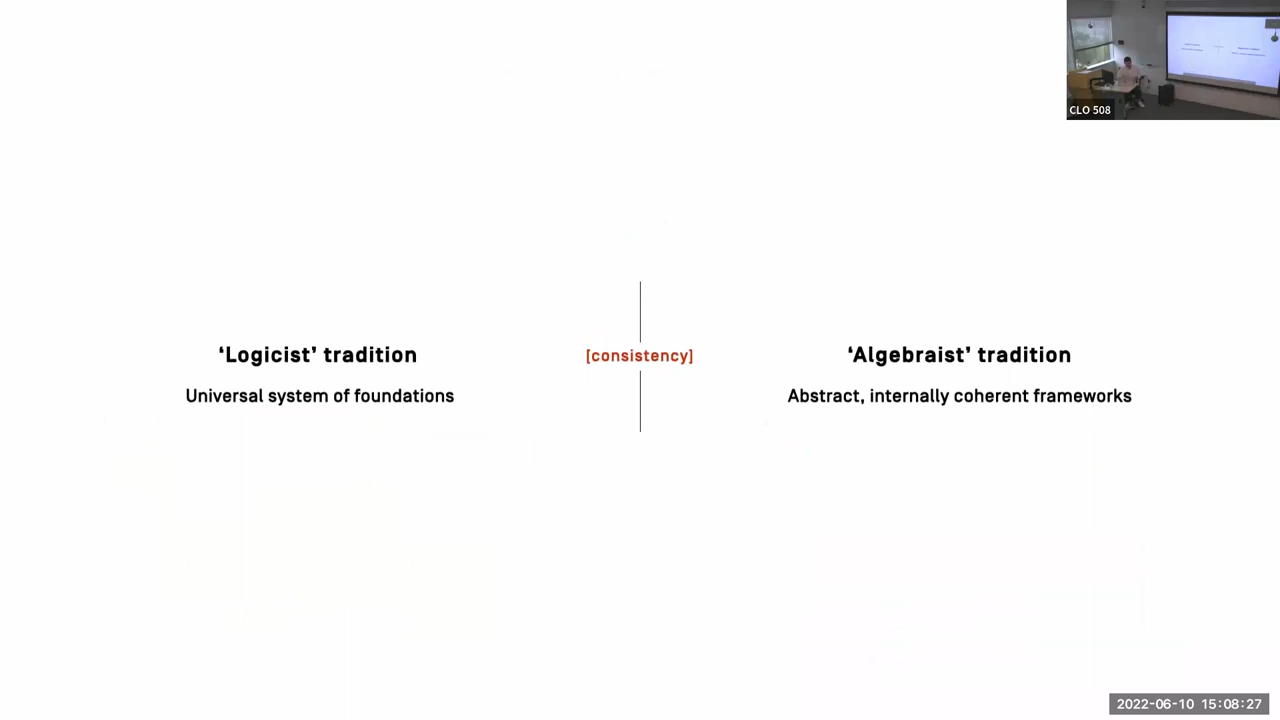 CLO 508
‘Logicist’ tradition
[consistency]
‘Algebraist’ tradition
Universal system of foundations
Abstract, internally coherent frameworks
2022-06-10 15:08:27